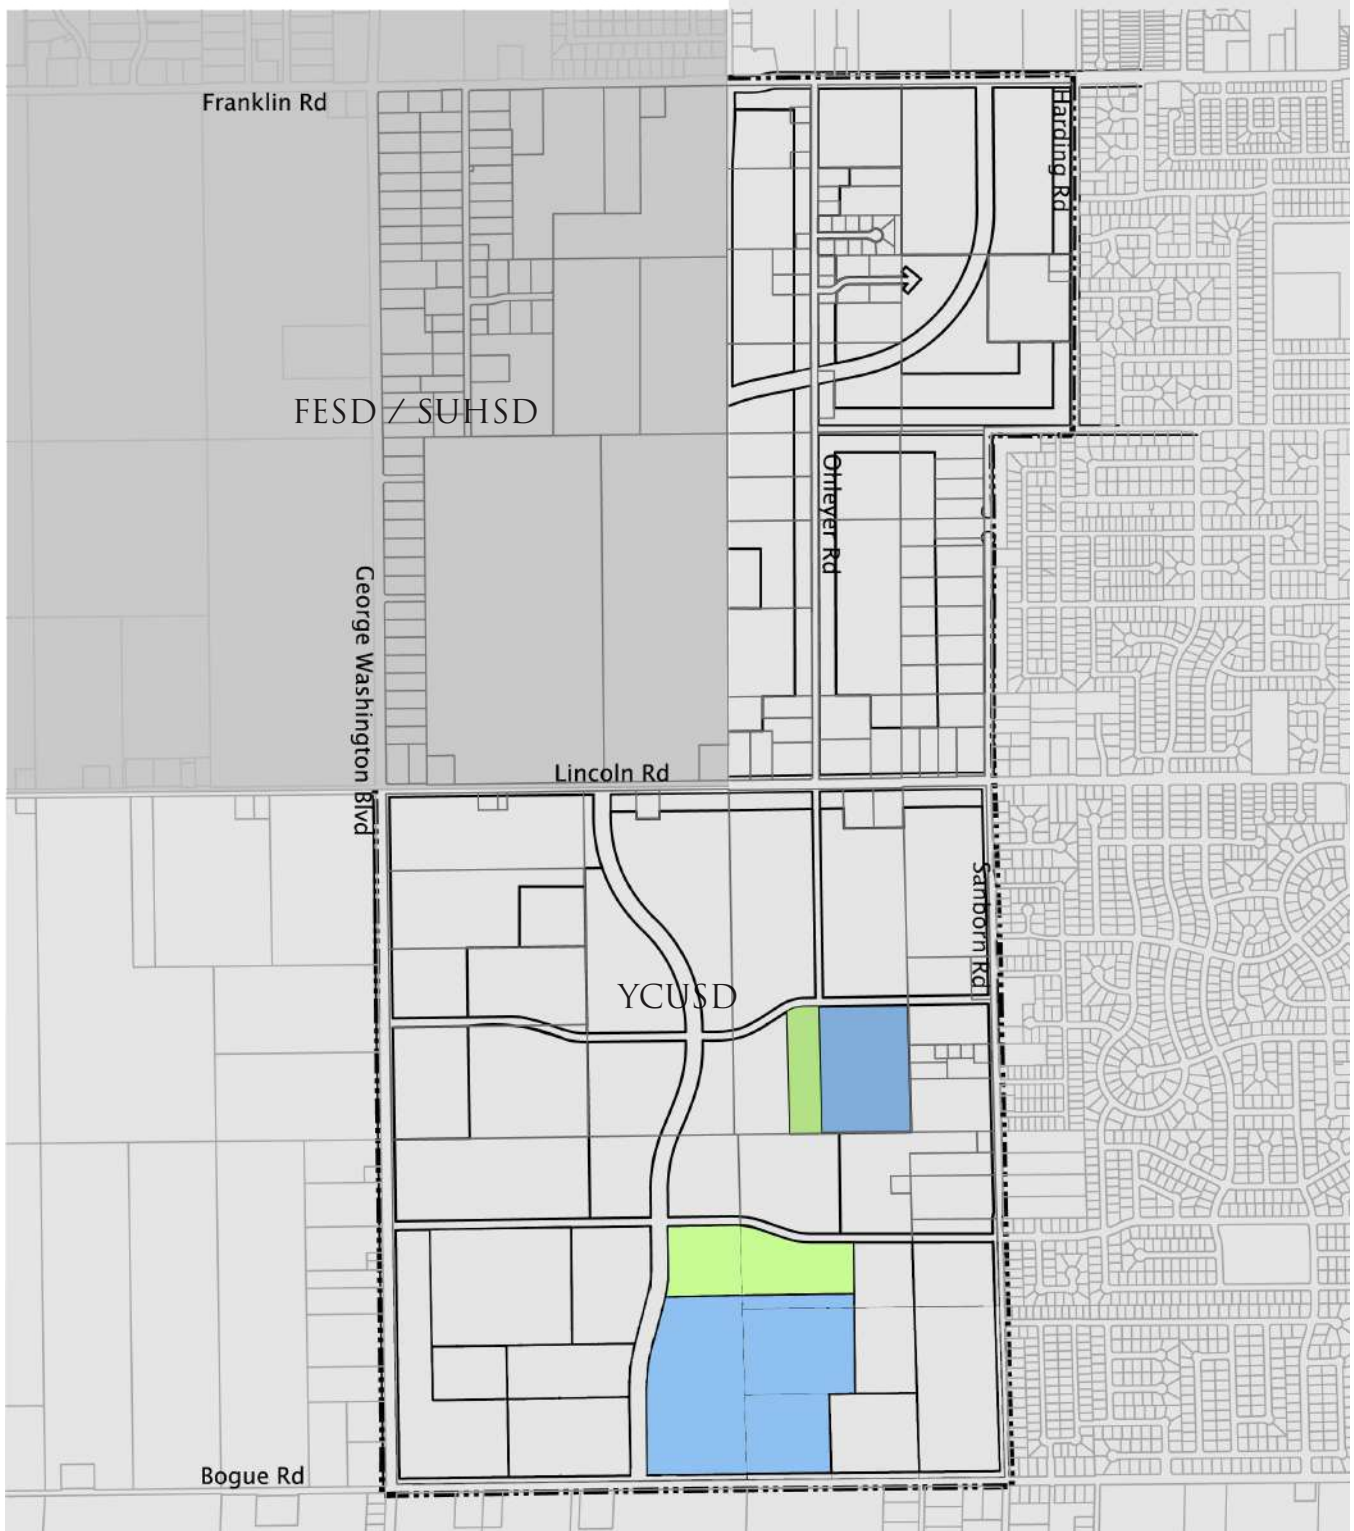 Franklin Rd
Harding Rd
FESD / SUHSD
Ohleyer Rd
George Washington Blvd
Lincoln Rd
Sanborn Rd
YCUSD
Bogue Rd